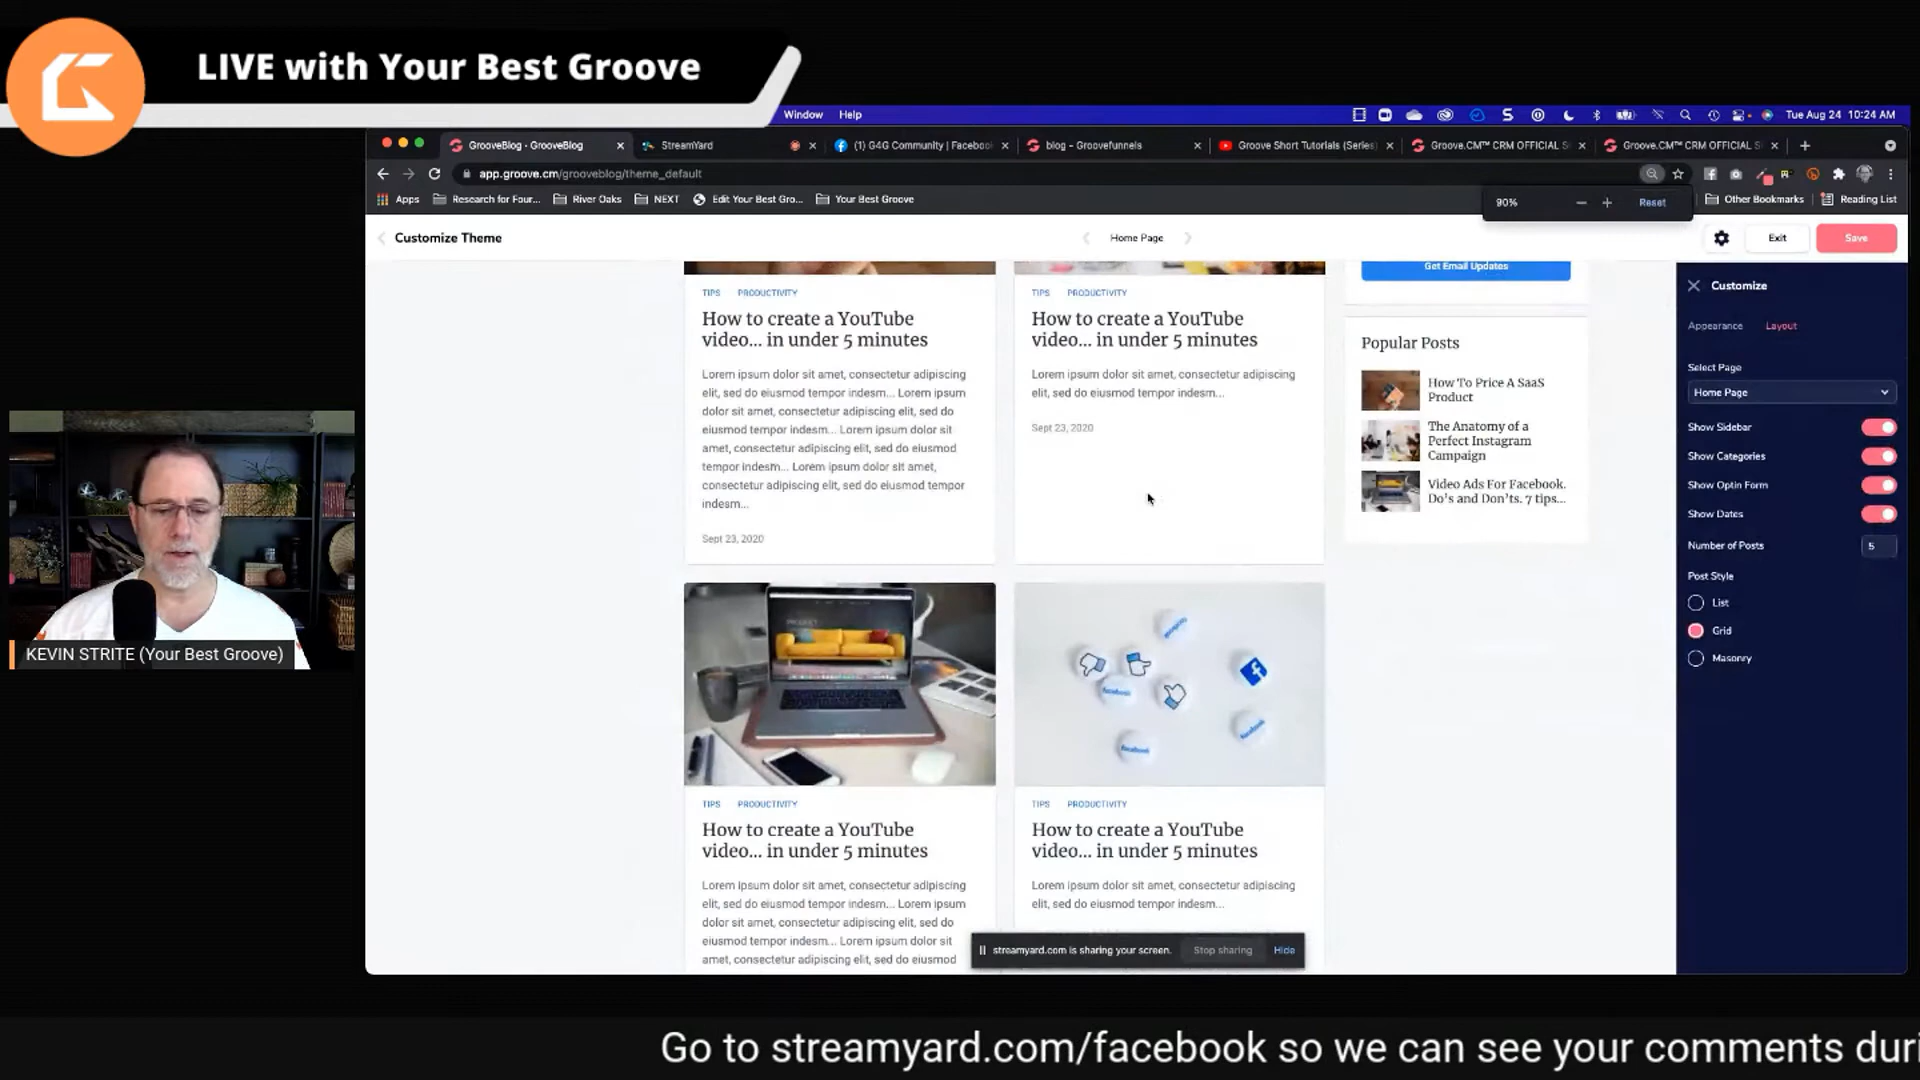 LIVE with Your Best Groove
Window Help
Tue Aug 24 10:24 AM
GrooveBlog - GrooveBlog
StreamYard
(1) G4G Community | Faceboo
blog – Groovefunnels
Groove Short Tutorials (Series)
Groove.CM™ CRM OFFICIAL S
Groove.CM™ CRM OFFICIAL S
app.groove.cm/grooveblog/theme_default
Apps
Research for Four...
River Oaks
NEXT
Edit Your Best Gro...
Your Best Groove
90%
Reset
Other Bookmarks
Reading List
Customize Theme
Home Page
Exit
Save
TIPS PRODUCTIVITY
How to create a YouTube
video... in under 5 minutes
Lorem ipsum dolor sit amet, consectetur adipiscing
elit, sed do eiusmod tempor indesm... Lorem ipsum
dolor sit amet, consectetur adipiscing elit, sed do
eiusmod tempor indesm... Lorem ipsum dolor sit
amet, consectetur adipiscing elit, sed do eiusmod
tempor indesm... Lorem ipsum dolor sit amet,
consectetur adipiscing elit, sed do eiusmod tempor
indesm...
Sept 23, 2020
TIPS PRODUCTIVITY
How to create a YouTube
video... in under 5 minutes
Lorem ipsum dolor sit amet, consectetur adipiscing
elit, sed do eiusmod tempor indesm...
Sept 23, 2020
Get Email Updates
Popular Posts
How To Price A SaaS
Product
The Anatomy of a
Perfect Instagram
Campaign
Video Ads For Facebook.
Do's and Don'ts. 7 tips...
Customize
Appearance Layout
Select Page
Home Page
Show Sidebar
Show Categories
Show Optin Form
Show Dates
Number of Posts 5
Post Style
List
Grid
Masonry
KEVIN STRITE (Your Best Groove)
PRODUCT
facebook
facebook
facebook
facebook
TIPS PRODUCTIVITY
How to create a YouTube
video... in under 5 minutes
Lorem ipsum dolor sit amet, consectetur adipiscing
elit, sed do eiusmod tempor indesm... Lorem ipsum
dolor sit amet, consectetur adipiscing elit, sed do
eiusmod tempor indesm... Lorem ipsum dolor sit
amet, consectetur adipiscing elit, sed do eiusmod
TIPS PRODUCTIVITY
How to create a YouTube
video... in under 5 minutes
Lorem ipsum dolor sit amet, consectetur adipiscing
elit, sed do eiusmod tempor indesm...
streamyard.com is sharing your screen.
Stop sharing
Hide
Go to streamyard.com/facebook so we can see your comments duri